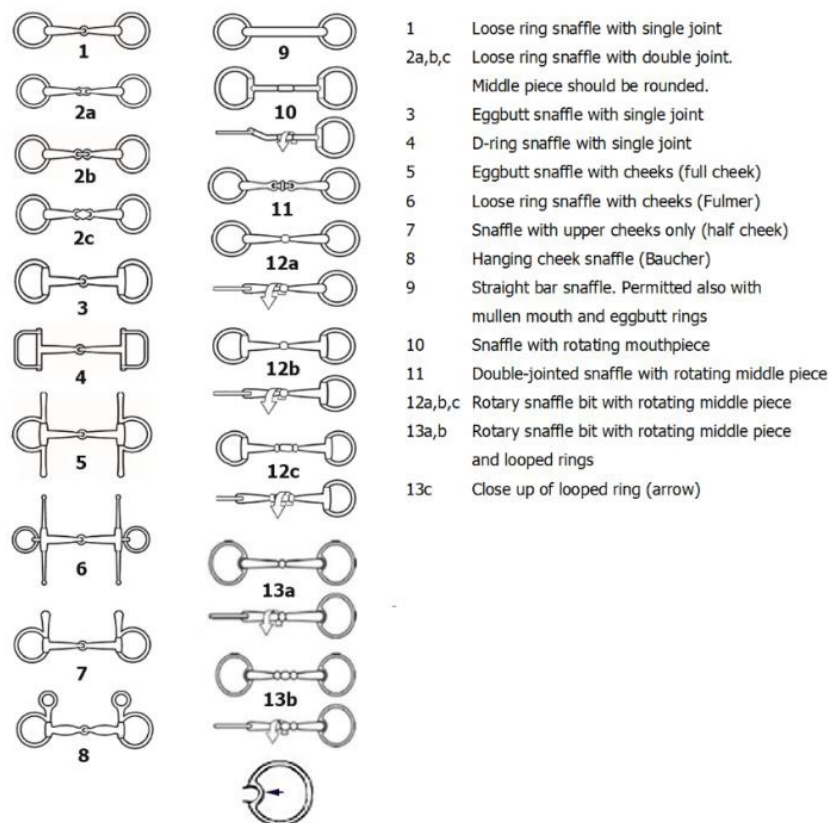 1
2a
2b
2c
3
4
5
6
7
8
9
10
11
12a
12b
12c
13a
13b
1 Loose ring snaffle with single joint
2a,b,c Loose ring snaffle with double joint.
Middle piece should be rounded.
3 Eggbutt snaffle with single joint
4 D-ring snaffle with single joint
5 Eggbutt snaffle with cheeks (full cheek)
6 Loose ring snaffle with cheeks (Fulmer)
7 Snaffle with upper cheeks only (half cheek)
8 Hanging cheek snaffle (Baucher)
9 Straight bar snaffle. Permitted also with
mullen mouth and eggbutt rings
10 Snaffle with rotating mouthpiece
11 Double-jointed snaffle with rotating middle piece
12a,b,c Rotary snaffle bit with rotating middle piece
13a,b Rotary snaffle bit with rotating middle piece
and looped rings
13c Close up of looped ring (arrow)